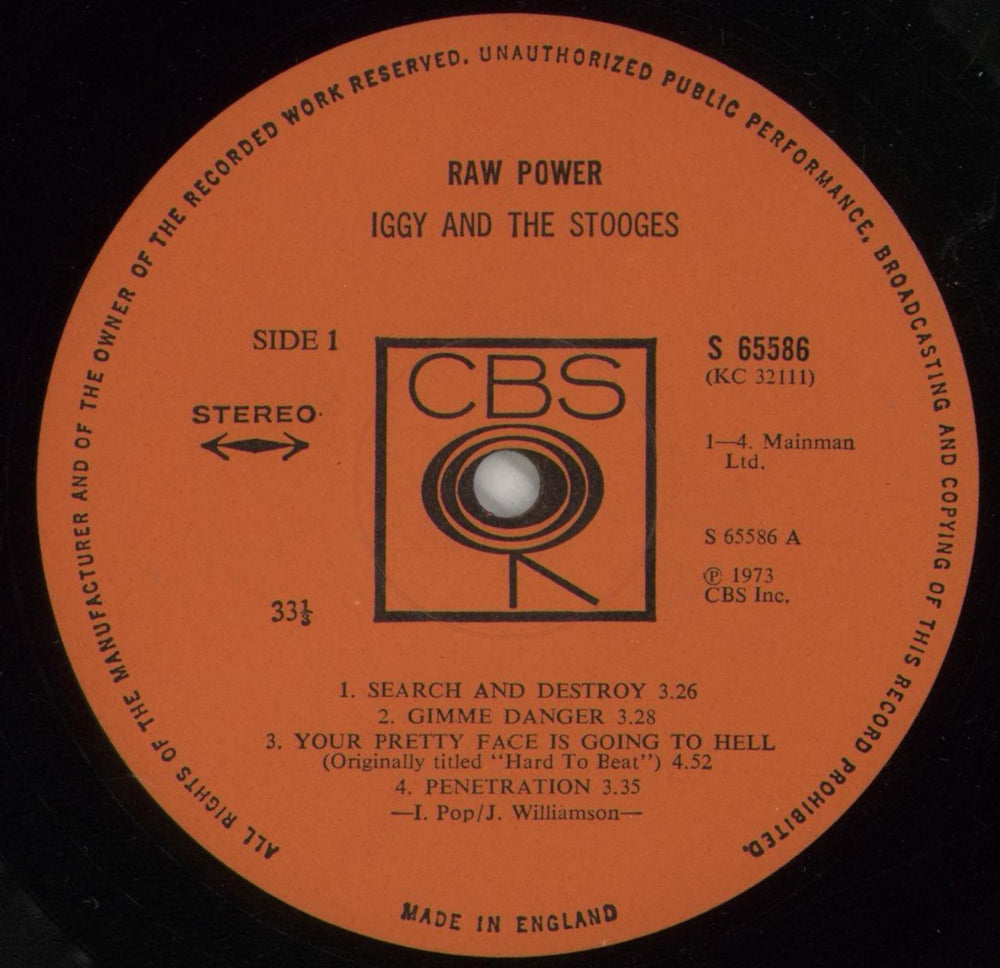 ALL RIGHTS OF THE MANUFACTURER AND OF THE OWNER OF THE RECORDED WORK RESERVED. UNAUTHORIZED PUBLIC PERFORMANCE, BROADCASTING AND COPYING OF THIS RECORD PROHIBITED.
RAW POWER
IGGY AND THE STOOGES
SIDE 1
STEREO
33⅓
CBS
S 65586
(KC 32111)
1—4. Mainman
Ltd.
S 65586 A
℗ 1973
CBS Inc.
1. SEARCH AND DESTROY 3.26
2. GIMME DANGER 3.28
3. YOUR PRETTY FACE IS GOING TO HELL
(Originally titled “Hard To Beat”) 4.52
4. PENETRATION 3.35
—I. Pop/J. Williamson—
MADE IN ENGLAND